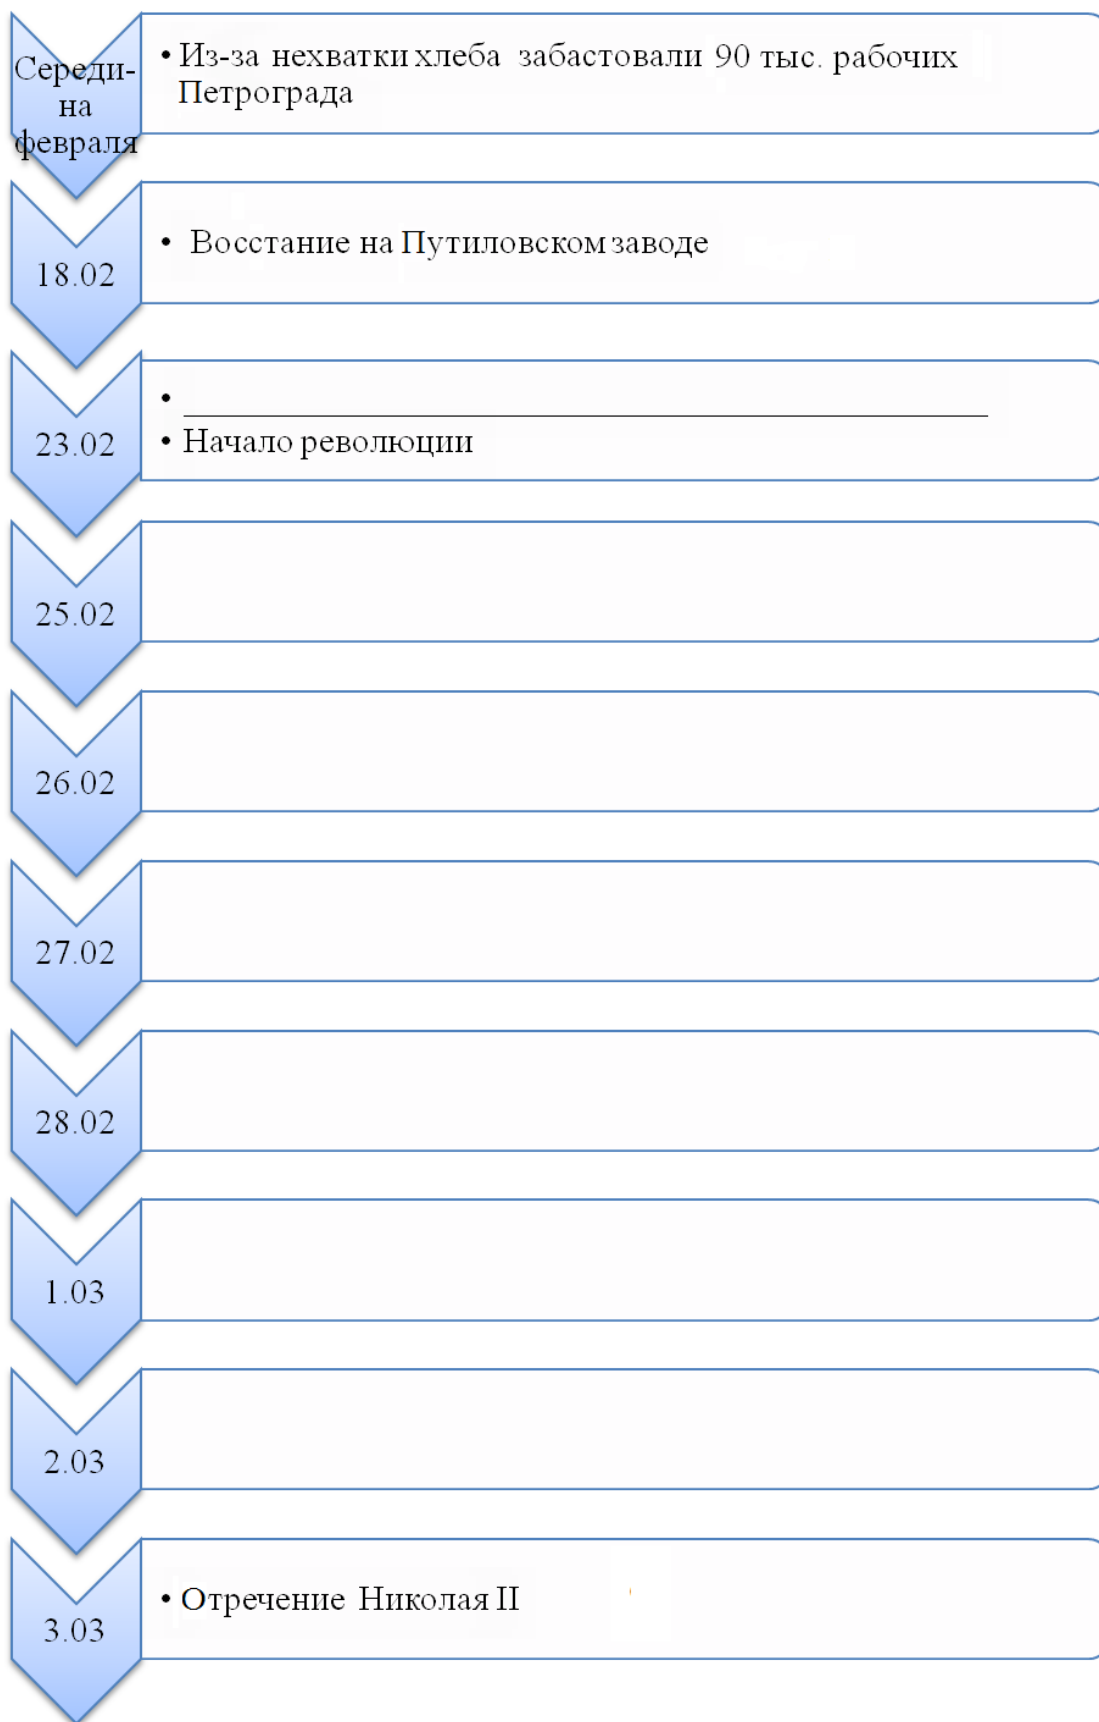 Середи-
на
февраля
• Из-за нехватки хлеба забастовали 90 тыс. рабочих
Петрограда
18.02
• Восстание на Путиловском заводе
23.02
• ____________________
• Начало революции
25.02
26.02
27.02
28.02
1.03
2.03
3.03
• Отречение Николая II